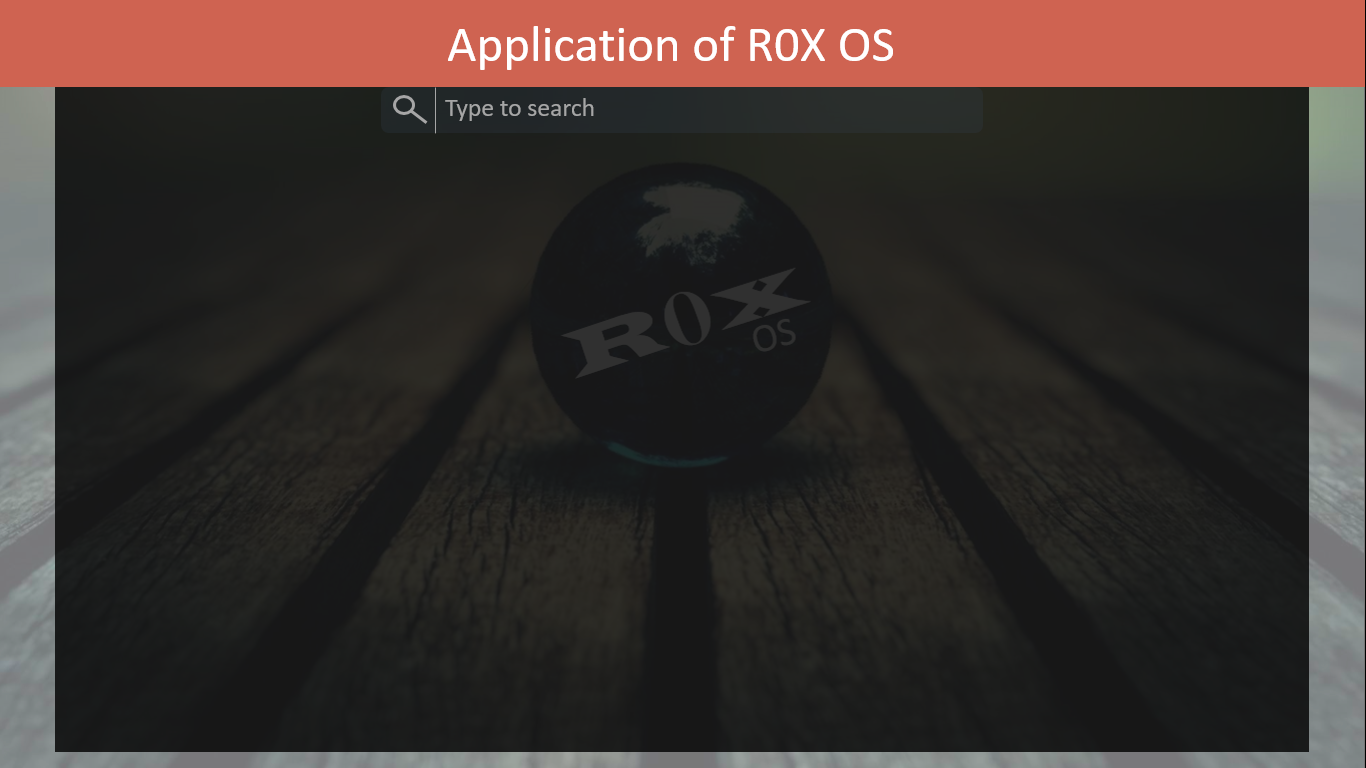 Application of R0X OS
Type to search
R0X
OS